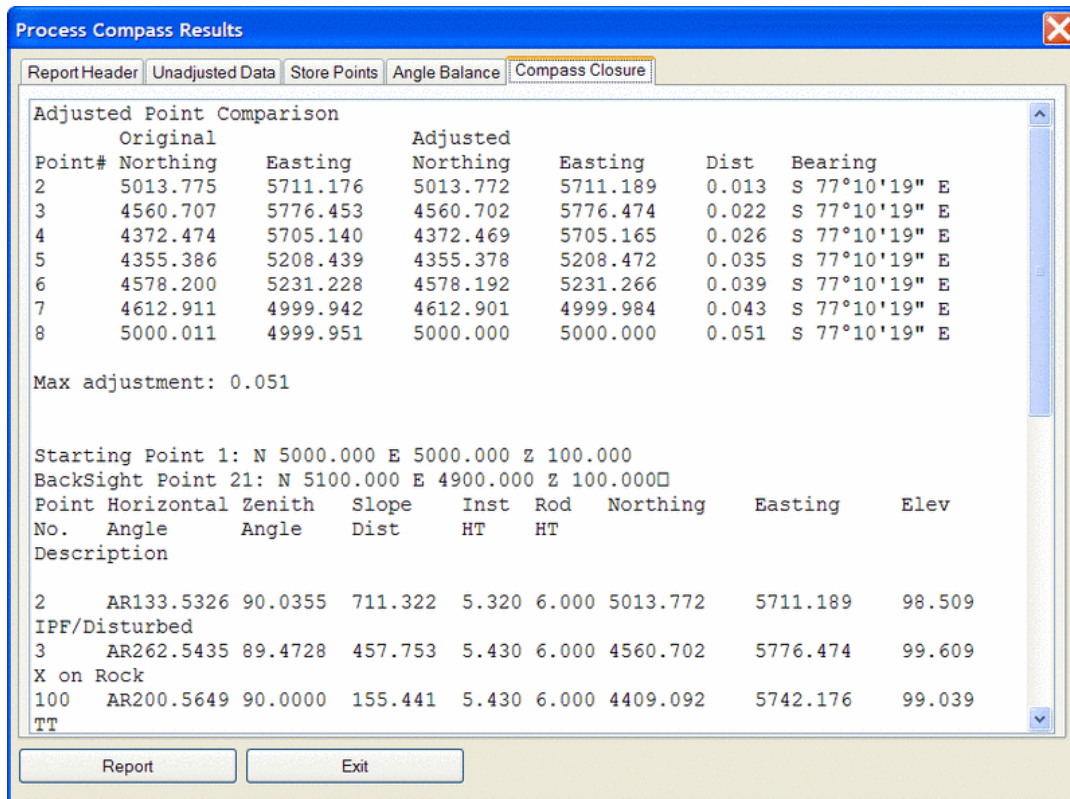 Process Compass Results
Report Header Unadjusted Data Store Points Angle Balance Compass Closure
Adjusted Point Comparison
Original Adjusted
Point# Northing Easting Northing Easting Dist Bearing
2 5013.775 5711.176 5013.772 5711.189 0.013 S 77°10'19" E
3 4560.707 5776.453 4560.702 5776.474 0.022 S 77°10'19" E
4 4372.474 5705.140 4372.469 5705.165 0.026 S 77°10'19" E
5 4355.386 5208.439 4355.378 5208.472 0.035 S 77°10'19" E
6 4578.200 5231.228 4578.192 5231.266 0.039 S 77°10'19" E
7 4612.911 4999.942 4612.901 4999.984 0.043 S 77°10'19" E
8 5000.011 4999.951 5000.000 5000.000 0.051 S 77°10'19" E
Max adjustment: 0.051
Starting Point 1: N 5000.000 E 5000.000 Z 100.000
BackSight Point 21: N 5100.000 E 4900.000 Z 100.000□
Point Horizontal Zenith Slope Inst Rod Northing Easting Elev
No. Angle Angle Dist HT HT
Description
2 AR133.5326 90.0355 711.322 5.320 6.000 5013.772 5711.189 98.509
IPF/Disturbed
3 AR262.5435 89.4728 457.753 5.430 6.000 4560.702 5776.474 99.609
X on Rock
100 AR200.5649 90.0000 155.441 5.430 6.000 4409.092 5742.176 99.039
TT
Report Exit